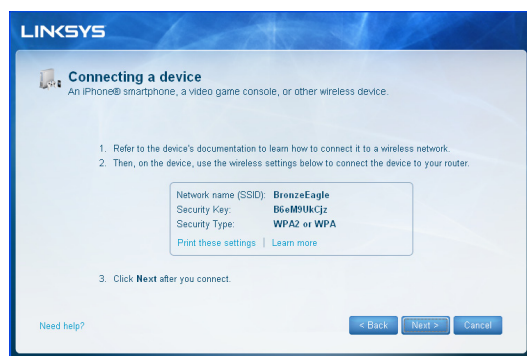 LINKSYS
Connecting a device
An iPhone® smartphone, a video game console, or other wireless device.
1. Refer to the device's documentation to learn how to connect it to a wireless network.
2. Then, on the device, use the wireless settings below to connect the device to your router.
Network name (SSID): BronzeEagle
Security Key: B6eM9UkCjz
Security Type: WPA2 or WPA
Print these settings | Learn more
3. Click Next after you connect.
Need help? < Back Next > Cancel